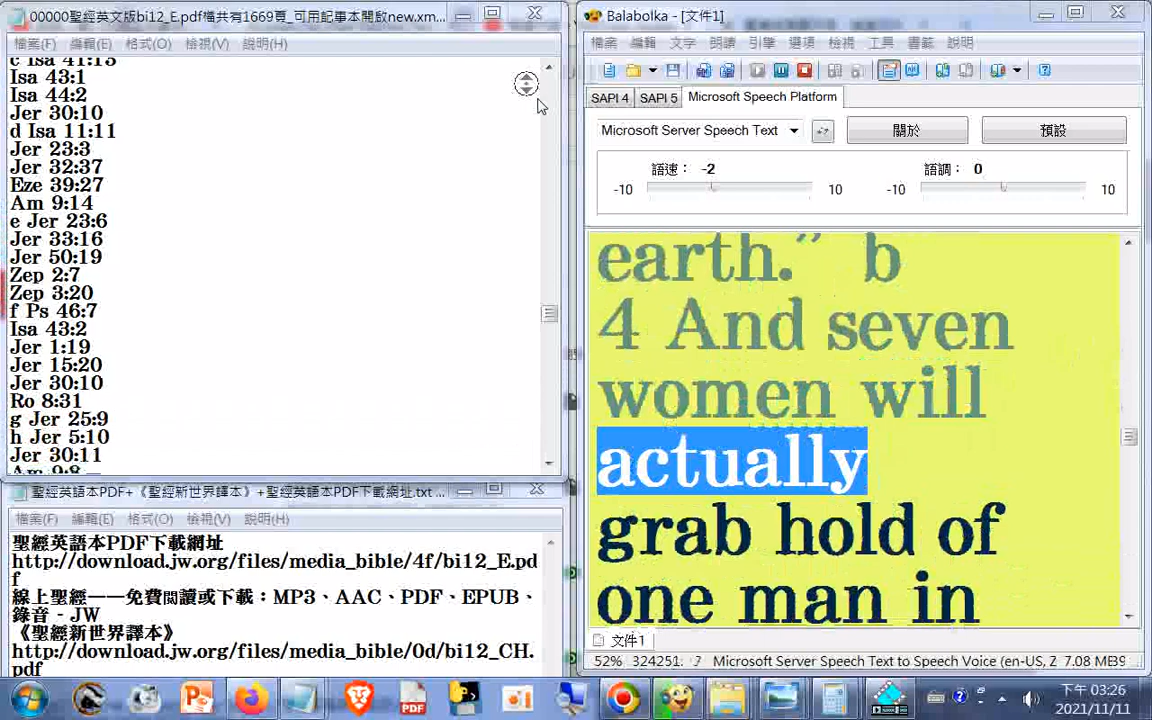 00000聖經英文版bi12_E.pdf檔共有1669頁_可用記事本開啟new.xm...
檔案(F) 編輯(E) 格式(O) 檢視(V) 說明(H)
c Isa 41:13
Isa 43:1
Isa 44:2
Jer 30:10
d Isa 11:11
Jer 23:3
Jer 32:37
Eze 39:27
Am 9:14
e Jer 23:6
Jer 33:16
Jer 50:19
Zep 2:7
Zep 3:20
f Ps 46:7
Isa 43:2
Jer 1:19
Jer 15:20
Jer 30:10
Ro 8:31
g Jer 25:9
h Jer 5:10
Jer 30:11
Am 9:8
聖經英語本PDF+《聖經新世界譯本》+聖經英語本PDF下載網址.txt ...
檔案(F) 編輯(E) 格式(O) 檢視(V) 說明(H)
聖經英語本PDF下載網址
http://download.jw.org/files/media_bible/4f/bi12_E.pd
f
線上聖經——免費閱讀或下載：MP3、AAC、PDF、EPUB、
錄音 - JW
《聖經新世界譯本》
http://download.jw.org/files/media_bible/0d/bi12_CH.
pdf
Balabolka - [文件1]
檔案 編輯 文字 朗讀 引擎 選項 檢視 工具 書籤 說明
SAPI 4 SAPI 5 Microsoft Speech Platform
Microsoft Server Speech Text 關於 預設
語速： -2 語調： 0
-10 10 -10 10
earth.” b
4 And seven
women will
actually
grab hold of
one man in
文件1
52% 324251. Microsoft Server Speech Text to Speech Voice (en-US, Z 7.08 MB
下午 03:26
2021/11/11